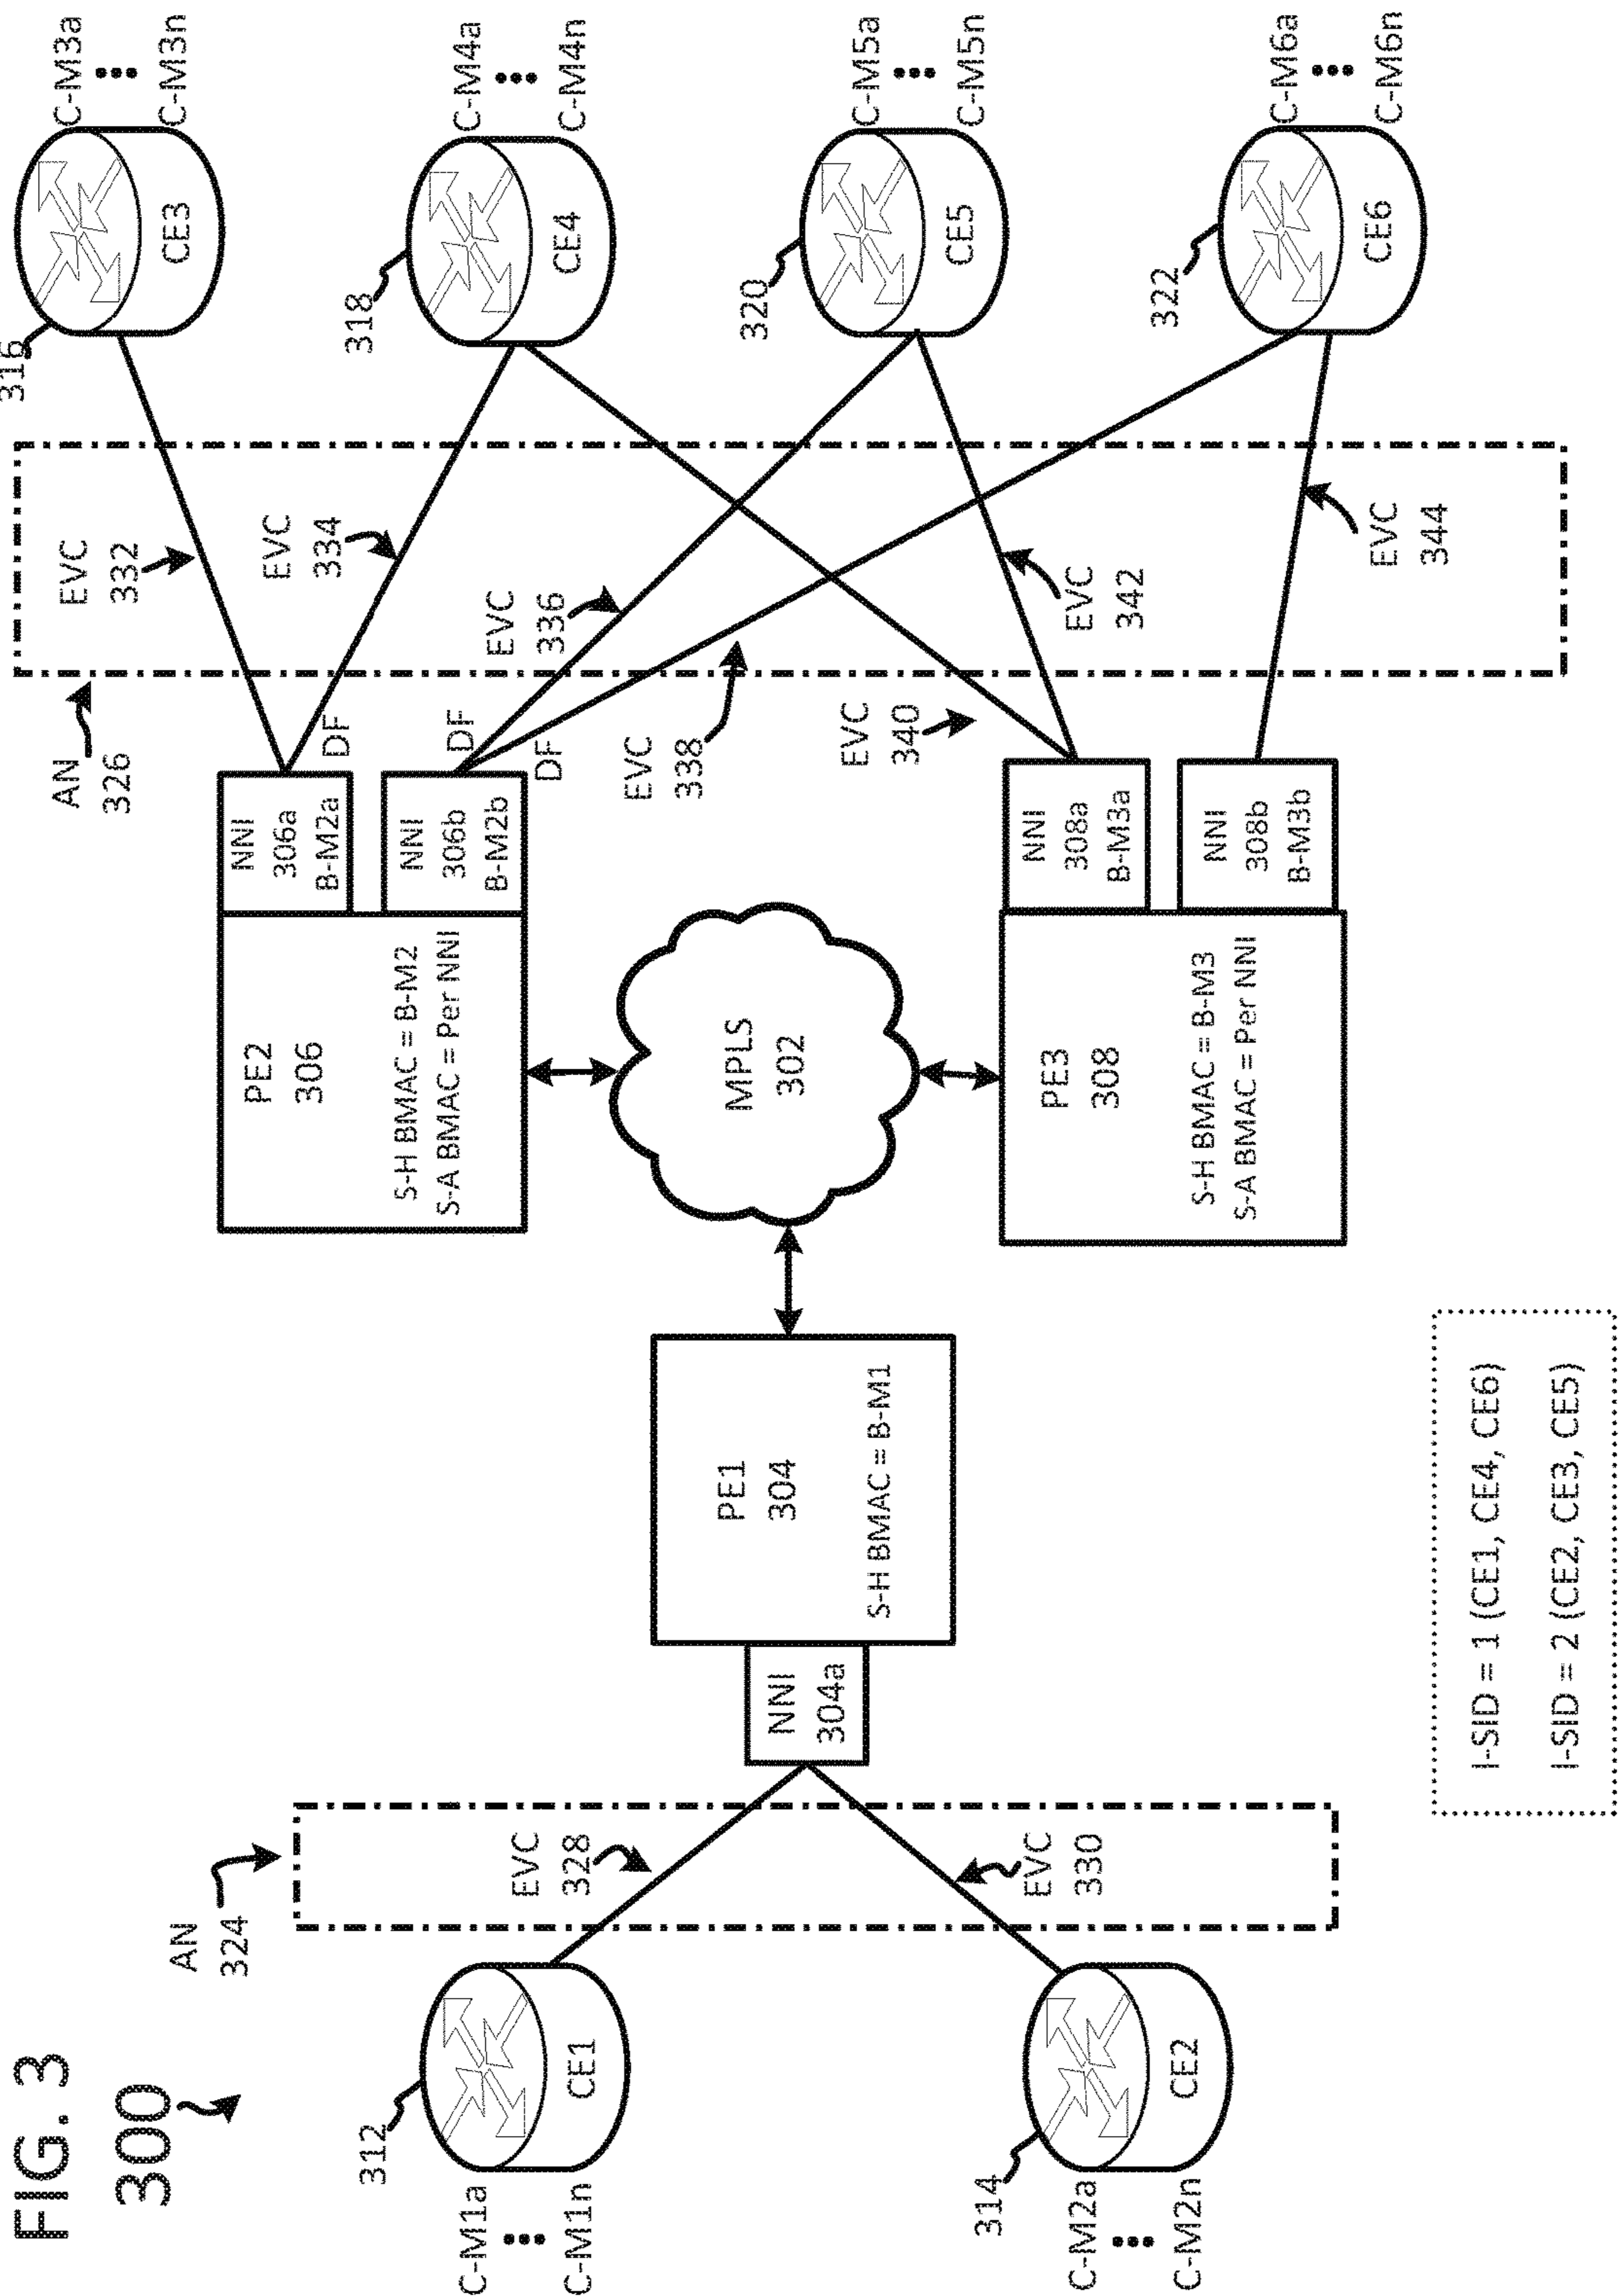 FIG. 3
300
AN
324
AN
326
312
CE1
C-M1a
C-M1n
314
CE2
C-M2a
C-M2n
EVC
328
EVC
330
NNI
304a
PE1
304
S-H BMAC = B-M1
MPLS
302
PE2
306
S-H BMAC = B-M2
S-A BMAC = Per NNI
NNI
306a
B-M2a
DF
NNI
306b
B-M2b
DF
DF
PE3
308
S-H BMAC = B-M3
S-A BMAC = Per NNI
NNI
308a
B-M3a
NNI
308b
B-M3b
EVC
332
EVC
334
EVC
336
EVC
338
EVC
340
EVC
342
EVC
344
316
CE3
C-M3a
C-M3n
318
CE4
C-M4a
C-M4n
320
CE5
C-M5a
C-M5n
322
CE6
C-M6a
C-M6n
I-SID = 1 (CE1, CE4, CE6)
I-SID = 2 (CE2, CE3, CE5)